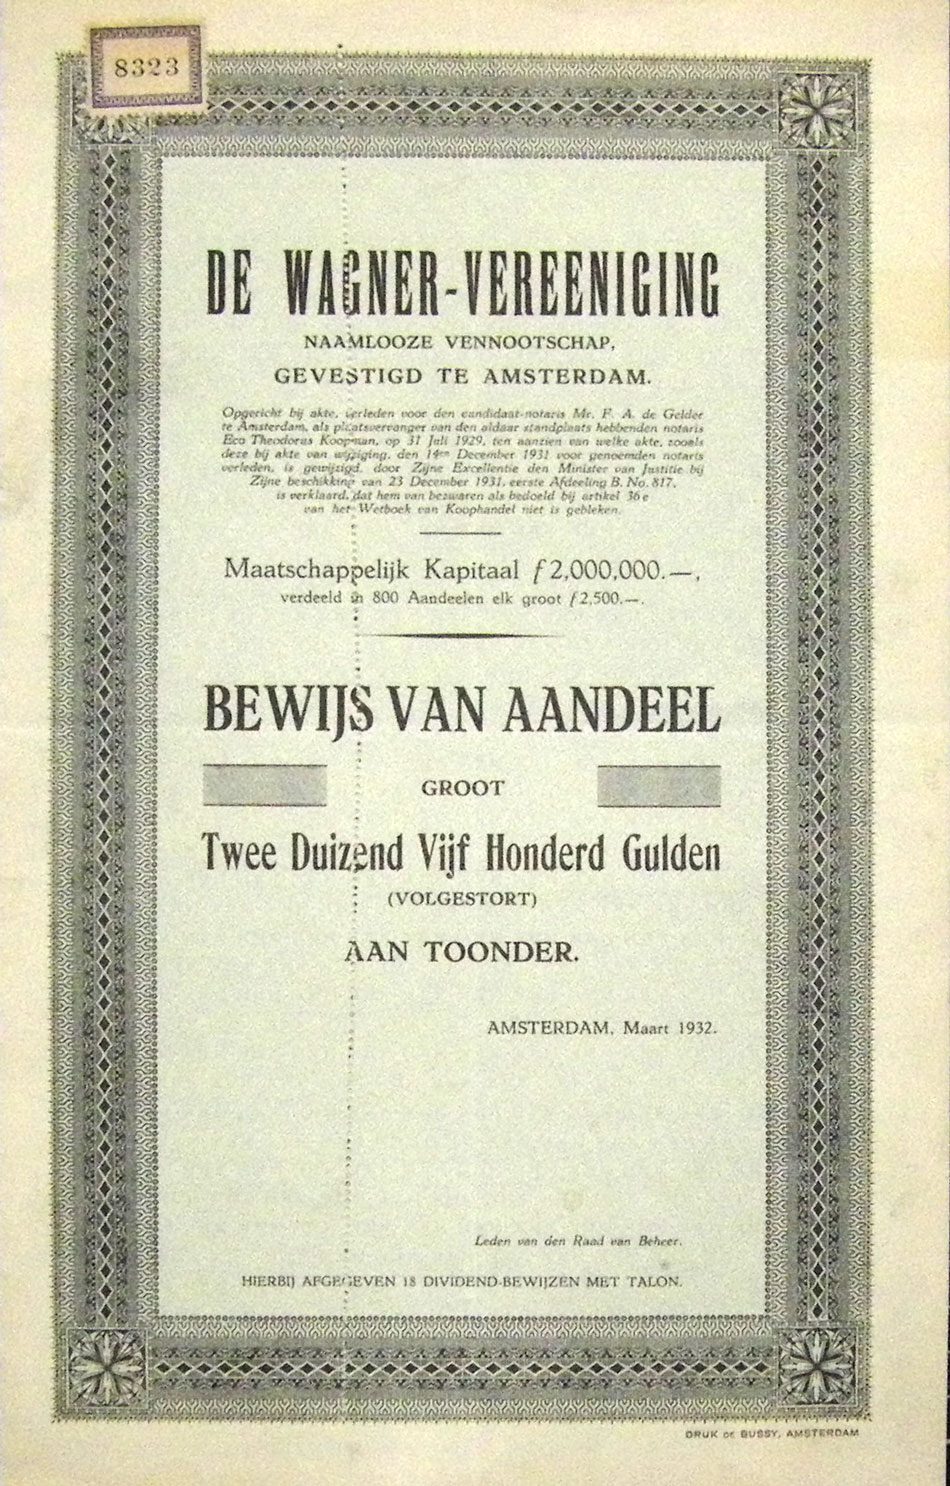 8323
DE WAGNER-VEREENIGING
NAAMLOOZE VENNOOTSCHAP,
GEVESTIGD TE AMSTERDAM.
Opgericht bij akte, verleden voor den candidaat-notaris Mr. F. A. de Gelder
te Amsterdam, als plaatsvervanger van den aldaar standplaats hebbenden notaris
Eco Theodorus Koopman, op 31 Juli 1929, ten aanzien van welke akte, zooals
deze bij akte van wijziging, den 14den December 1931 voor genoemden notaris
verleden, is gewijzigd, door Zijne Excellentie den Minister van Justitie bij
Zijne beschikking van 23 December 1931, eerste Afdeeling B. No. 817,
is verklaard, dat hem van bezwaren als bedoeld bij artikel 36e
van het Wetboek van Koophandel niet is gebleken.
Maatschappelijk Kapitaal f 2,000,000.—,
verdeeld in 800 Aandeelen elk groot f 2,500.—.
BEWIJS VAN AANDEEL
GROOT
Twee Duizend Vijf Honderd Gulden
(VOLGESTORT)
AAN TOONDER.
AMSTERDAM, Maart 1932.
Leden van den Raad van Beheer.
HIERBIJ AFGEGEVEN 18 DIVIDEND-BEWIJZEN MET TALON.
DRUK DE BUSSY, AMSTERDAM